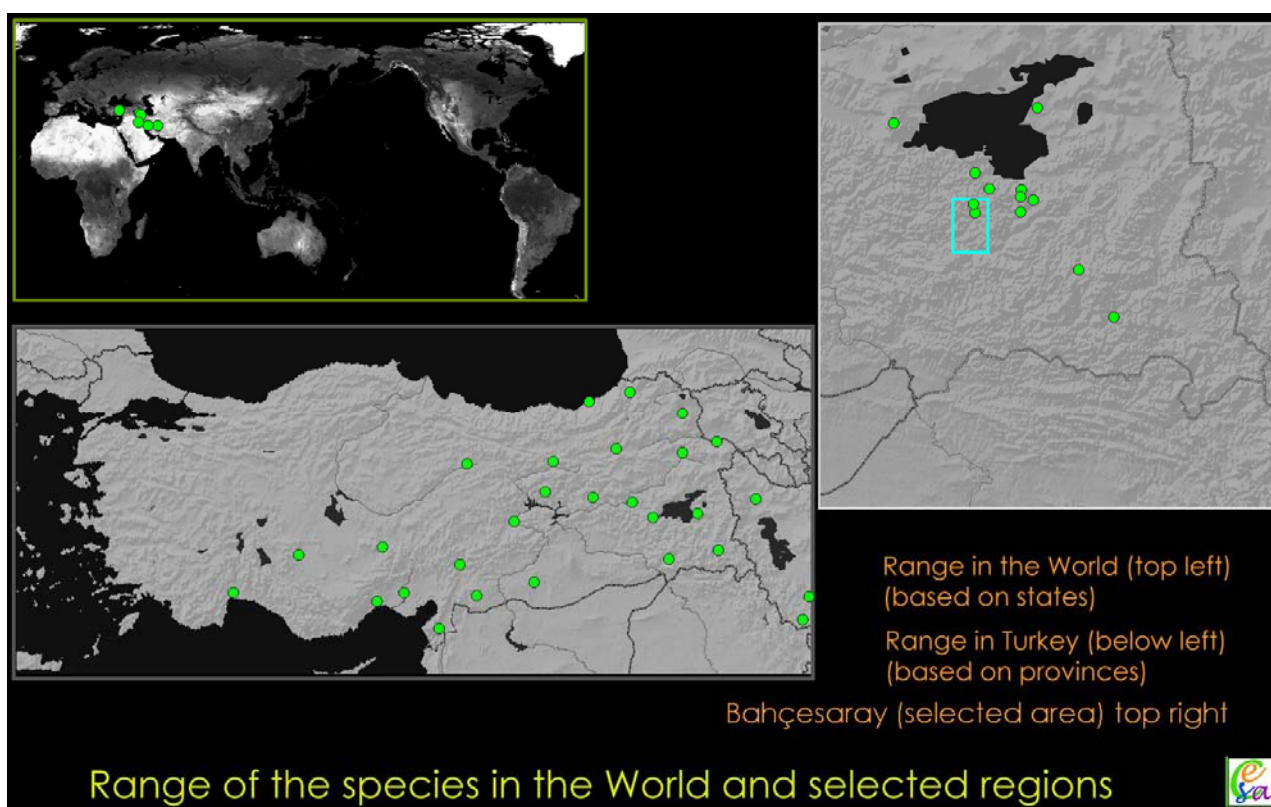 Range in the World (top left)
(based on states)
Range in Turkey (below left)
(based on provinces)
Bahçesaray (selected area) top right
Range of the species in the World and selected regions
esa